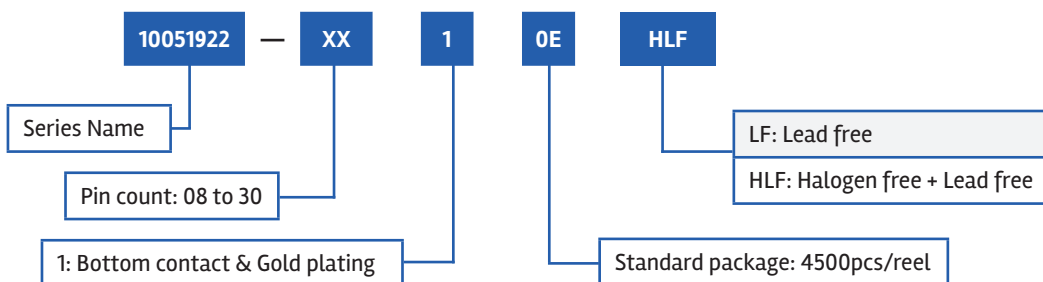 10051922 — XX 1 0E HLF
Series Name
LF: Lead free
HLF: Halogen free + Lead free
Pin count: 08 to 30
1: Bottom contact & Gold plating
Standard package: 4500pcs/reel